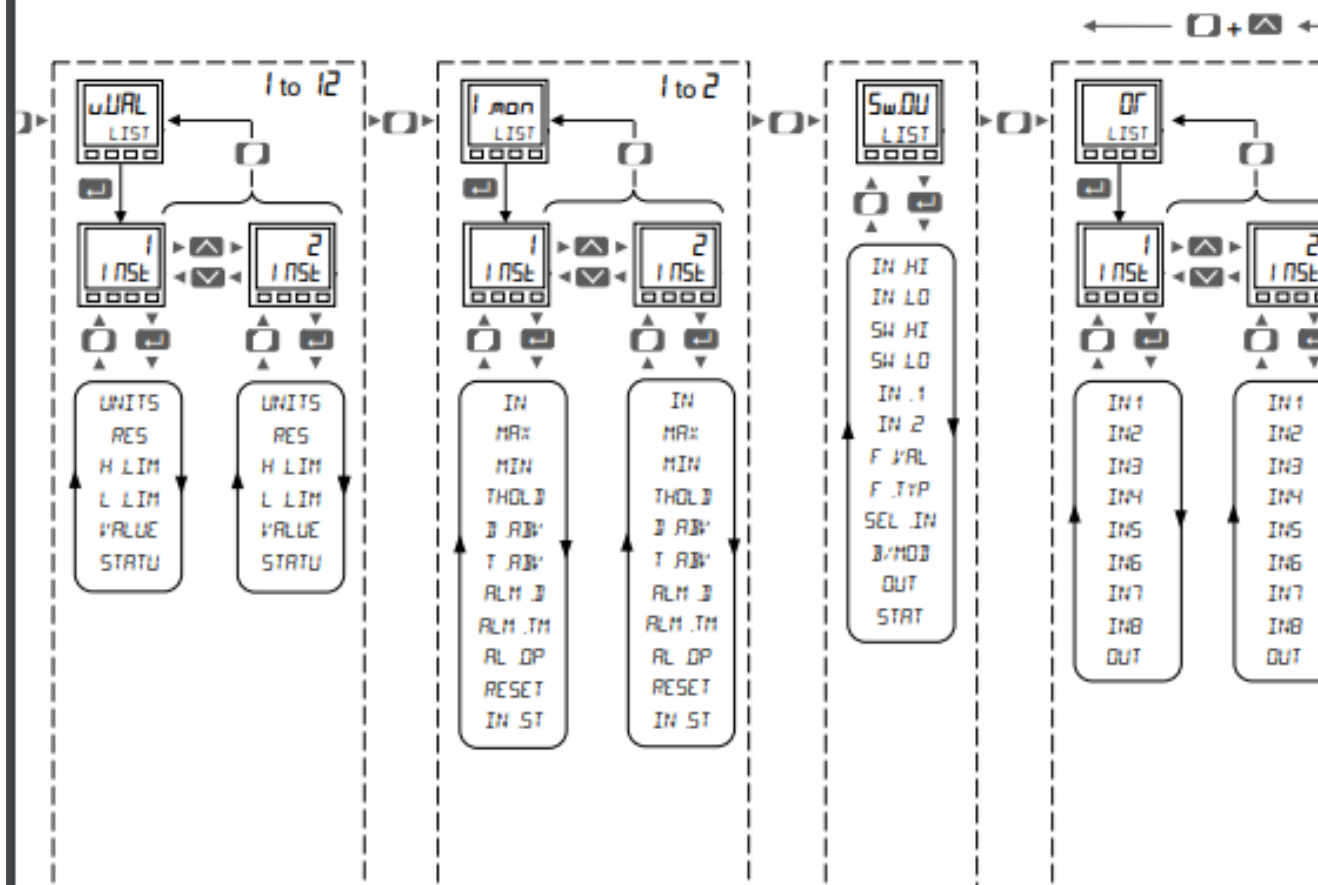 +
1 to 12
u.VAL
LIST
1
INSt
2
INSt
UNITS
RES
H.LIM
L.LIM
VALUE
STATU
UNITS
RES
H.LIM
L.LIM
VALUE
STATU
1 to 2
I.mon
LIST
1
INSt
2
INSt
IN
MAX
MIN
THOLD
D.ABV
T.ABV
ALM.D
ALM.TM
AL.OP
RESET
IN.ST
IN
MAX
MIN
THOLD
D.ABV
T.ABV
ALM.D
ALM.TM
AL.OP
RESET
IN.ST
Sw.OV
LIST
IN.HI
IN.LO
SW.HI
SW.LO
IN.1
IN.2
F.VAL
F.TYP
SEL.IN
OUT
STAT
Or
LIST
1
INSt
2
INSt
IN1
IN2
IN3
IN4
IN5
IN6
IN7
IN8
OUT
IN1
IN2
IN3
IN4
IN5
IN6
IN7
IN8
OUT